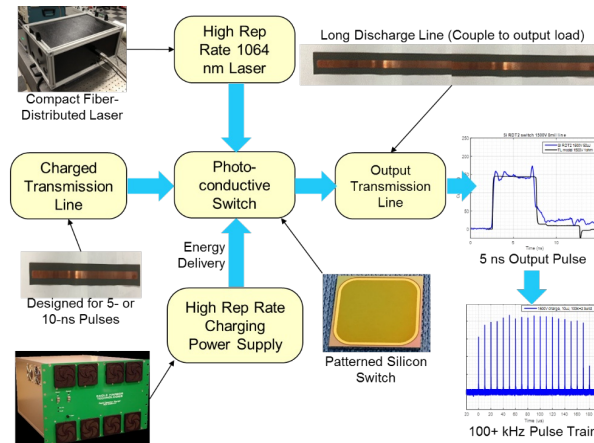 High Rep
Rate 1064
nm Laser
Long Discharge Line (Couple to output load)
Compact Fiber-
Distributed Laser
Charged
Transmission
Line
Photo-
conductive
Switch
Output
Transmission
Line
Energy
Delivery
5 ns Output Pulse
Designed for 5- or
10-ns Pulses
High Rep Rate
Charging
Power Supply
Patterned Silicon
Switch
100+ kHz Pulse Train